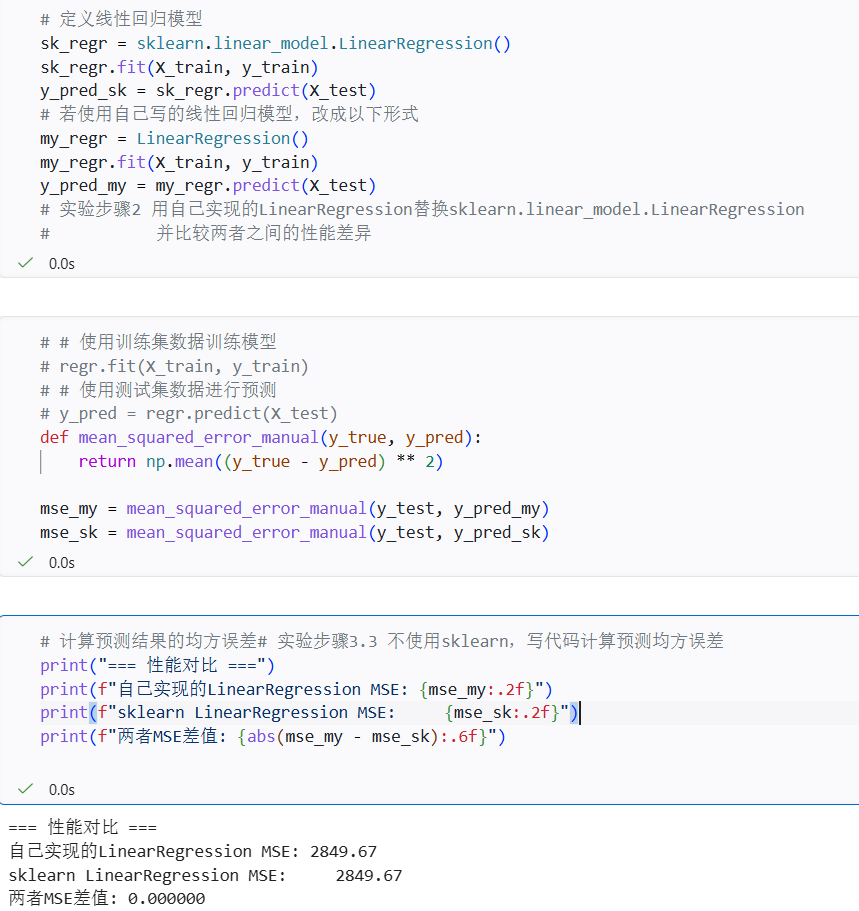 # 定义线性回归模型
sk_regr = sklearn.linear_model.LinearRegression()
sk_regr.fit(X_train, y_train)
y_pred_sk = sk_regr.predict(X_test)
# 若使用自己写的线性回归模型，改成以下形式
my_regr = LinearRegression()
my_regr.fit(X_train, y_train)
y_pred_my = my_regr.predict(X_test)
# 实验步骤2 用自己实现的LinearRegression替换sklearn.linear_model.LinearRegression
#           并比较两者之间的性能差异
0.0s
# # 使用训练集数据训练模型
# regr.fit(X_train, y_train)
# # 使用测试集数据进行预测
# y_pred = regr.predict(X_test)
def mean_squared_error_manual(y_true, y_pred):
    return np.mean((y_true - y_pred) ** 2)
mse_my = mean_squared_error_manual(y_test, y_pred_my)
mse_sk = mean_squared_error_manual(y_test, y_pred_sk)
0.0s
# 计算预测结果的均方误差# 实验步骤3.3 不使用sklearn，写代码计算预测均方误差
print("=== 性能对比 ===")
print(f"自己实现的LinearRegression MSE: {mse_my:.2f}")
print(f"sklearn LinearRegression MSE:     {mse_sk:.2f}")
print(f"两者MSE差值: {abs(mse_my - mse_sk):.6f}")
0.0s
=== 性能对比 ===
自己实现的LinearRegression MSE: 2849.67
sklearn LinearRegression MSE:     2849.67
两者MSE差值: 0.000000